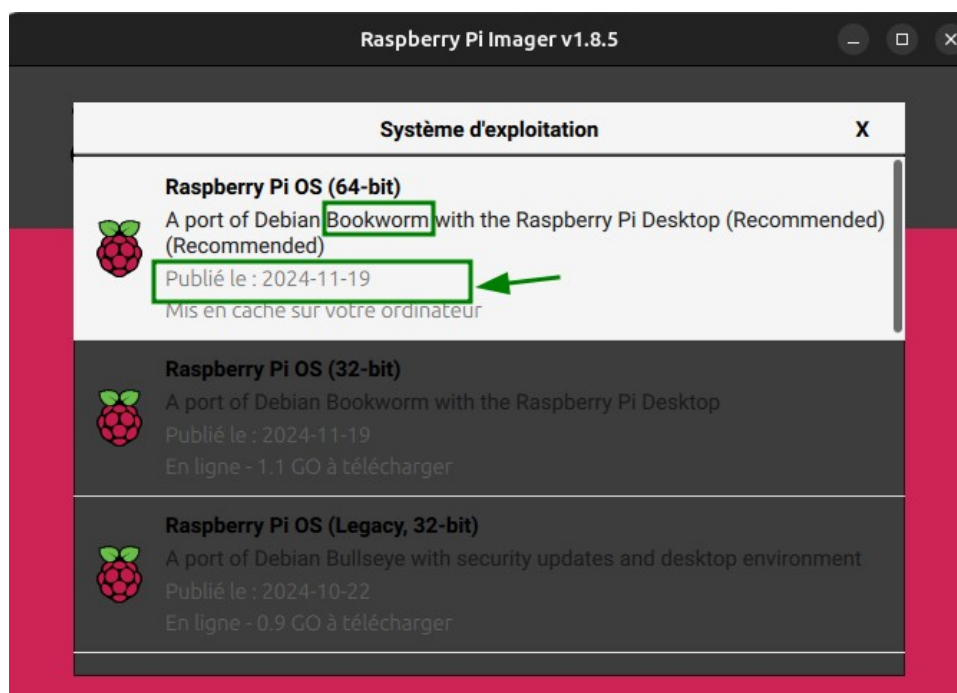 Raspberry Pi Imager v1.8.5
Système d'exploitation X
Raspberry Pi OS (64-bit)
A port of Debian Bookworm with the Raspberry Pi Desktop (Recommended)
(Recommended)
Publié le : 2024-11-19
Mis en cache sur votre ordinateur
Raspberry Pi OS (32-bit)
A port of Debian Bookworm with the Raspberry Pi Desktop
Publié le : 2024-11-19
En ligne - 1.1 GO à télécharger
Raspberry Pi OS (Legacy, 32-bit)
A port of Debian Bullseye with security updates and desktop environment
Publié le : 2024-10-22
En ligne - 0.9 GO à télécharger